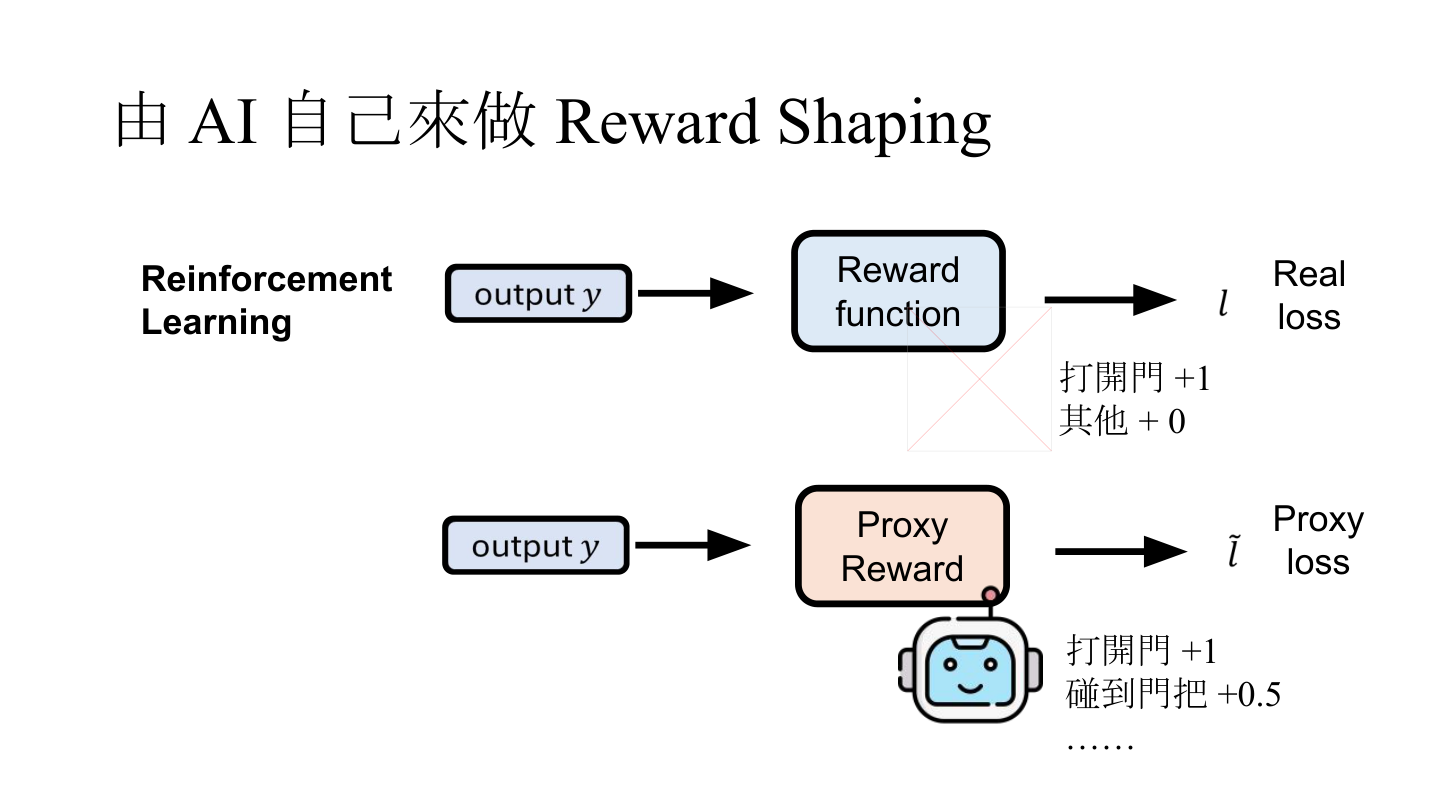 由 AI 自己來做 Reward Shaping
Reinforcement
Learning
output y
Reward
function
l
Real
loss
打開門 +1
其他 + 0
output y
Proxy
Reward
l̃
Proxy
loss
打開門 +1
碰到門把 +0.5
……